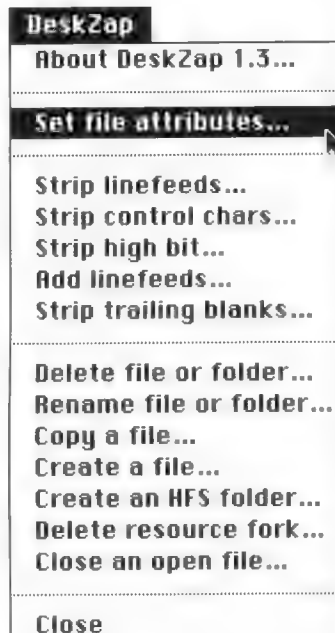 DeskZap
About DeskZap 1.3...
Set file attributes...
Strip linefeeds...
Strip control chars...
Strip high bit...
Add linefeeds...
Strip trailing blanks...
Delete file or folder...
Rename file or folder...
Copy a file...
Create a file...
Create an HFS folder...
Delete resource fork...
Close an open file...
Close